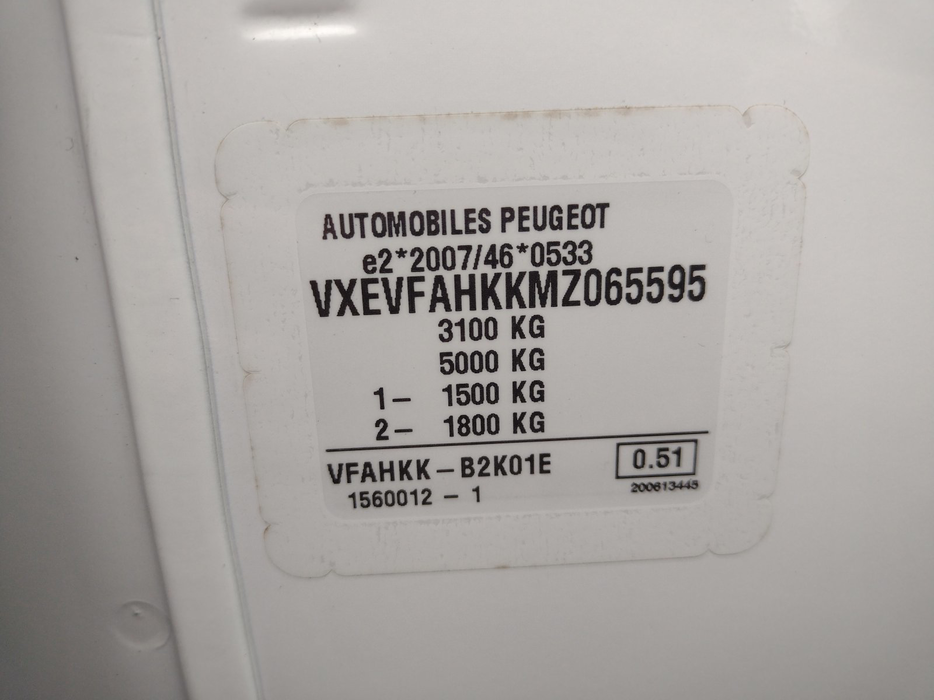 AUTOMOBILES PEUGEOT
e2*2007/46*0533
VXEVFAHKKMZ065595
3100 KG
5000 KG
1- 1500 KG
2- 1800 KG
VFAHKK-B2K01E 0.51
1560012 - 1 200613445